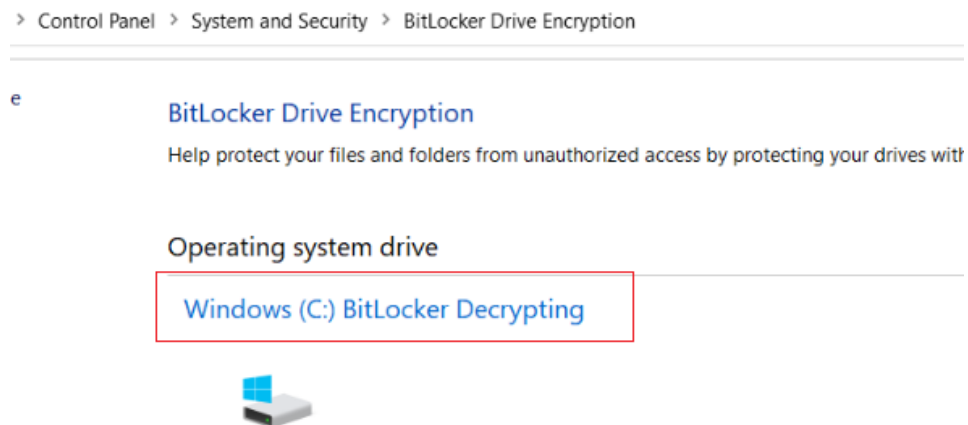 > Control Panel > System and Security > BitLocker Drive Encryption
e
BitLocker Drive Encryption
Help protect your files and folders from unauthorized access by protecting your drives with
Operating system drive
Windows (C:) BitLocker Decrypting